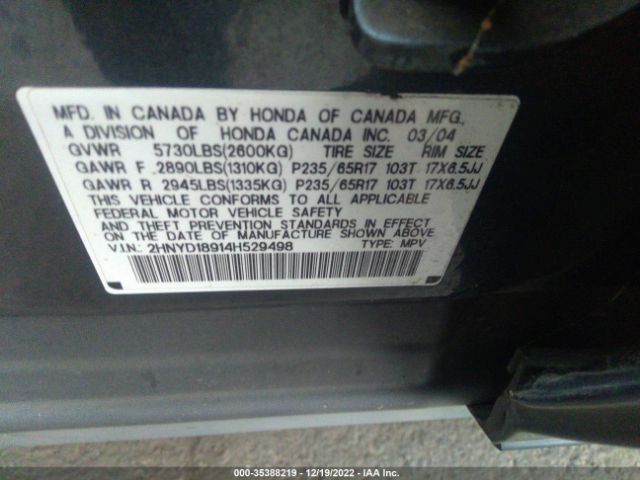 MFD. IN CANADA BY HONDA OF CANADA MFG.,
A DIVISION OF HONDA CANADA INC. 03/04
GVWR 5730LBS(2600KG) TIRE SIZE RIM SIZE
GAWR F 2890LBS(1310KG) P235/65R17 103T 17X6.5JJ
GAWR R 2945LBS(1335KG) P235/65R17 103T 17X6.5JJ
THIS VEHICLE CONFORMS TO ALL APPLICABLE
FEDERAL MOTOR VEHICLE SAFETY
AND THEFT PREVENTION STANDARDS IN EFFECT
ON THE DATE OF MANUFACTURE SHOWN ABOVE.
V.I.N.: 2HNYD18914H529498 TYPE: MPV
000-35388219 - 12/19/2022 - IAA Inc.